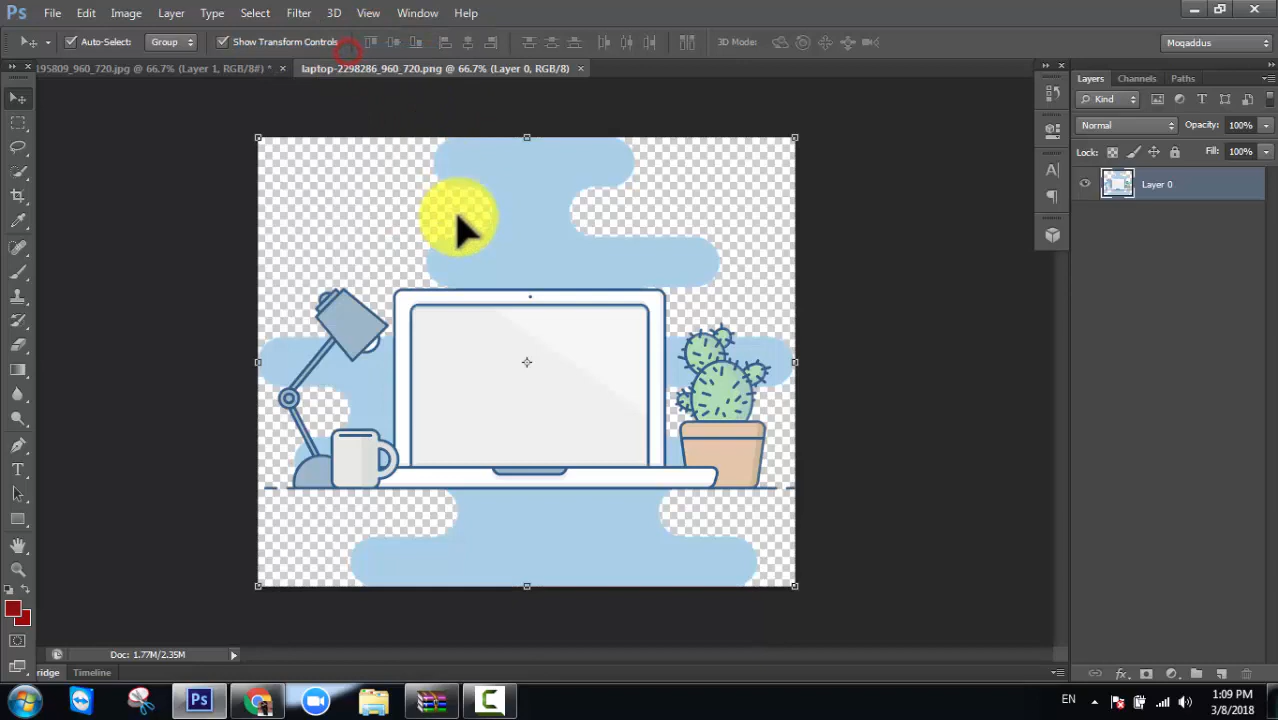 Ps File Edit Image Layer Type Select Filter 3D View Window Help
Auto-Select: Group Show Transform Controls 3D Mode: Moqaddus
195809_960_720.jpg @ 66.7% (Layer 1, RGB/8#) * × laptop-2298286_960_720.png @ 66.7% (Layer 0, RGB/8) ×
Layers Channels Paths
Kind
Normal Opacity: 100%
Lock: Fill: 100%
Layer 0
Doc: 1.77M/2.35M
ridge Timeline
Ps EN 1:09 PM
3/8/2018